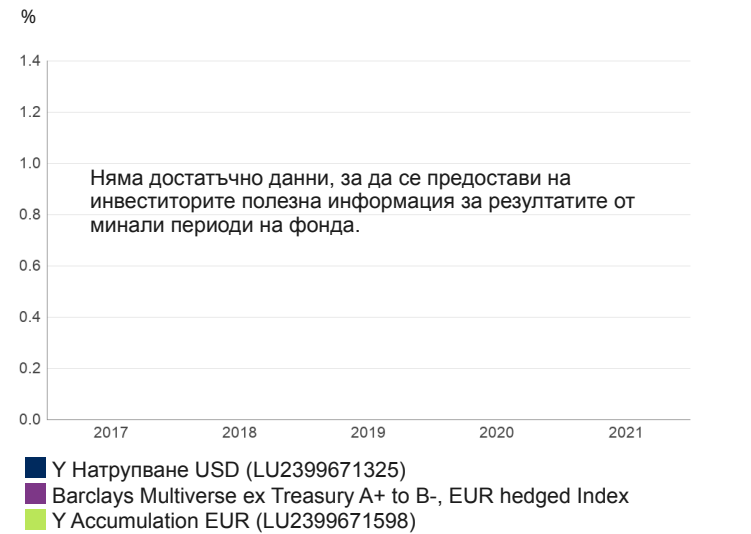 %
1.4
1.2
1.0
Няма достатъчно данни, за да се предостави на
инвеститорите полезна информация за резултатите от
минали периоди на фонда.
0.8
0.6
0.4
0.2
0.0
2017 2018 2019 2020 2021
Y Натрупване USD (LU2399671325)
Barclays Multiverse ex Treasury A+ to B-, EUR hedged Index
Y Accumulation EUR (LU2399671598)